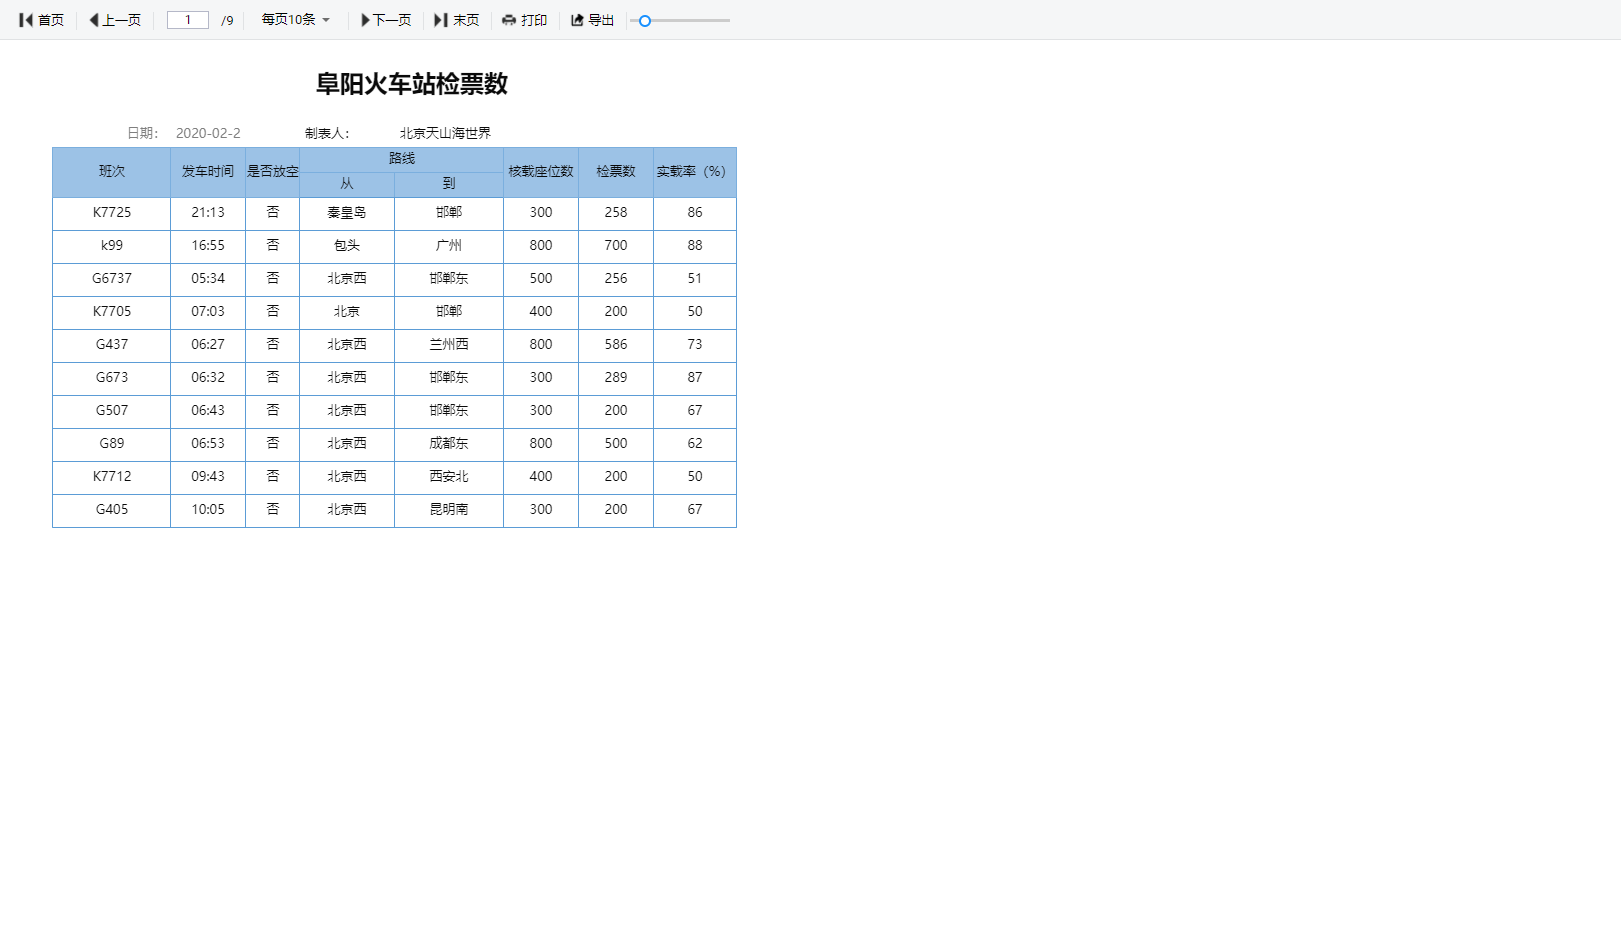 首页 上一页 1 /9 每页10条 下一页 末页 打印 导出
阜阳火车站检票数
日期： 2020-02-2 制表人： 北京天山海世界
班次 发车时间 是否放空 路线 核载座位数 检票数 实载率（%）
从 到
K7725 21:13 否 秦皇岛 邯郸 300 258 86
k99 16:55 否 包头 广州 800 700 88
G6737 05:34 否 北京西 邯郸东 500 256 51
K7705 07:03 否 北京 邯郸 400 200 50
G437 06:27 否 北京西 兰州西 800 586 73
G673 06:32 否 北京西 邯郸东 300 289 87
G507 06:43 否 北京西 邯郸东 300 200 67
G89 06:53 否 北京西 成都东 800 500 62
K7712 09:43 否 北京西 西安北 400 200 50
G405 10:05 否 北京西 昆明南 300 200 67